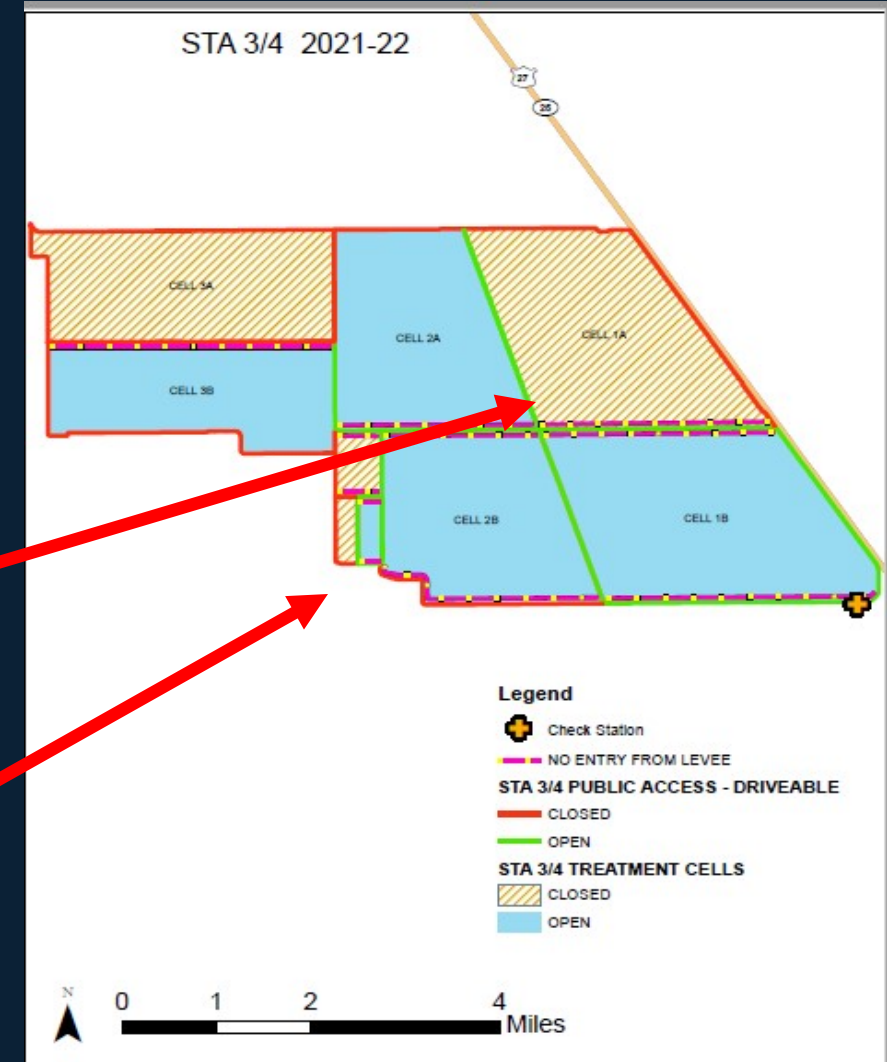 STA 3/4 2021-22
27
25
CELL 3A
CELL 2A
CELL 1A
CELL 3B
CELL 2B
CELL 1B
Legend
Check Station
NO ENTRY FROM LEVEE
STA 3/4 PUBLIC ACCESS - DRIVEABLE
CLOSED
OPEN
STA 3/4 TREATMENT CELLS
CLOSED
OPEN
N
0 1 2 4
Miles